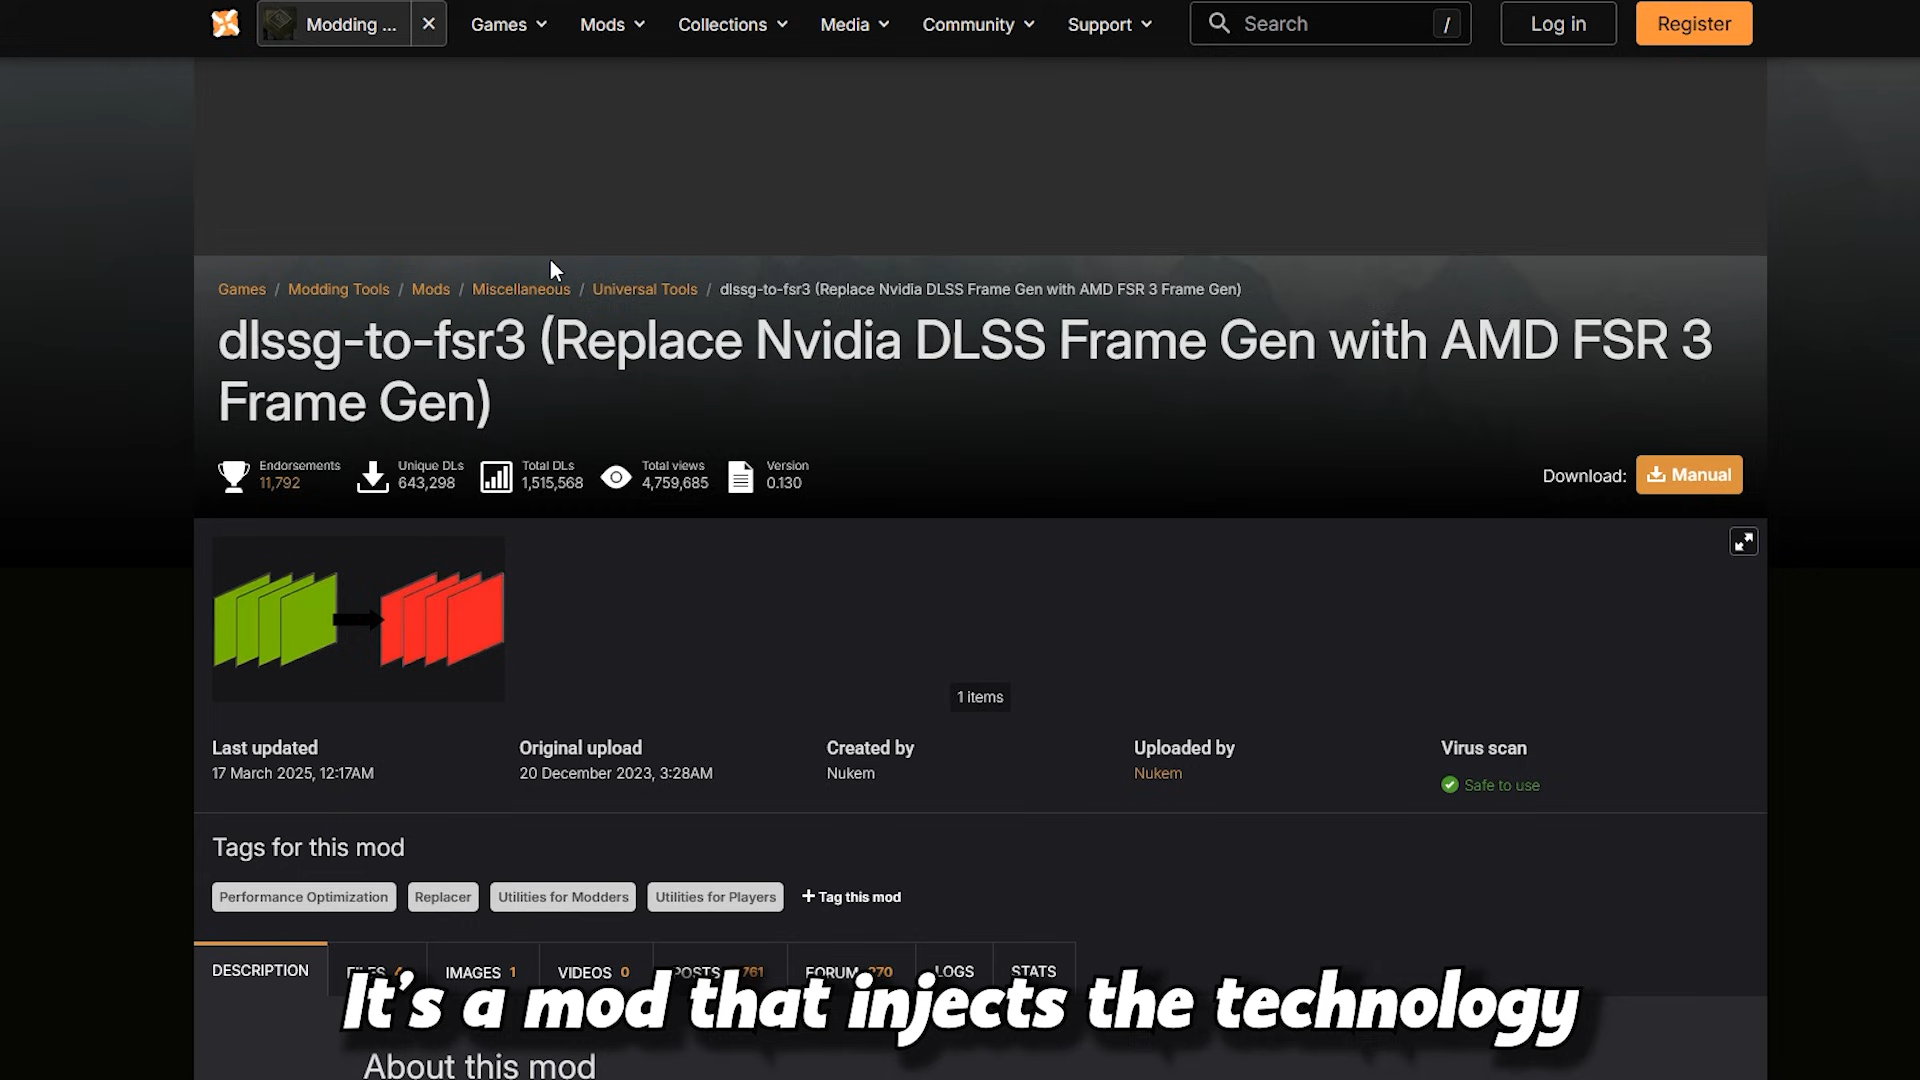 Modding ...
Games Mods Collections Media Community Support Search / Log in Register
Games / Modding Tools / Mods / Miscellaneous / Universal Tools / dlssg-to-fsr3 (Replace Nvidia DLSS Frame Gen with AMD FSR 3 Frame Gen)
dlssg-to-fsr3 (Replace Nvidia DLSS Frame Gen with AMD FSR 3
Frame Gen)
Endorsements Unique DLs Total DLs Total views Version
11,792 643,298 1,515,568 4,759,685 0.130
Download: Manual
1 items
Last updated Original upload Created by Uploaded by Virus scan
17 March 2025, 12:17AM 20 December 2023, 3:28AM Nukem Nukem Safe to use
Tags for this mod
Performance Optimization Replacer Utilities for Modders Utilities for Players + Tag this mod
DESCRIPTION FILES IMAGES 1 VIDEOS 0 POSTS FORUM LOGS STATS
It's a mod that injects the technology
About this mod